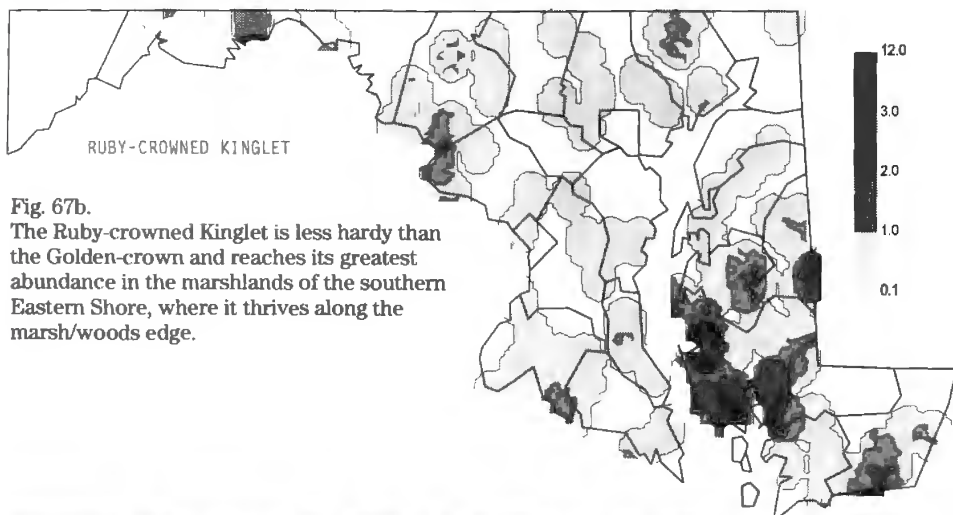 12.0
3.0
2.0
1.0
0.1
RUBY-CROWNED KINGLET
Fig. 67b.
The Ruby-crowned Kinglet is less hardy than
the Golden-crown and reaches its greatest
abundance in the marshlands of the southern
Eastern Shore, where it thrives along the
marsh/woods edge.